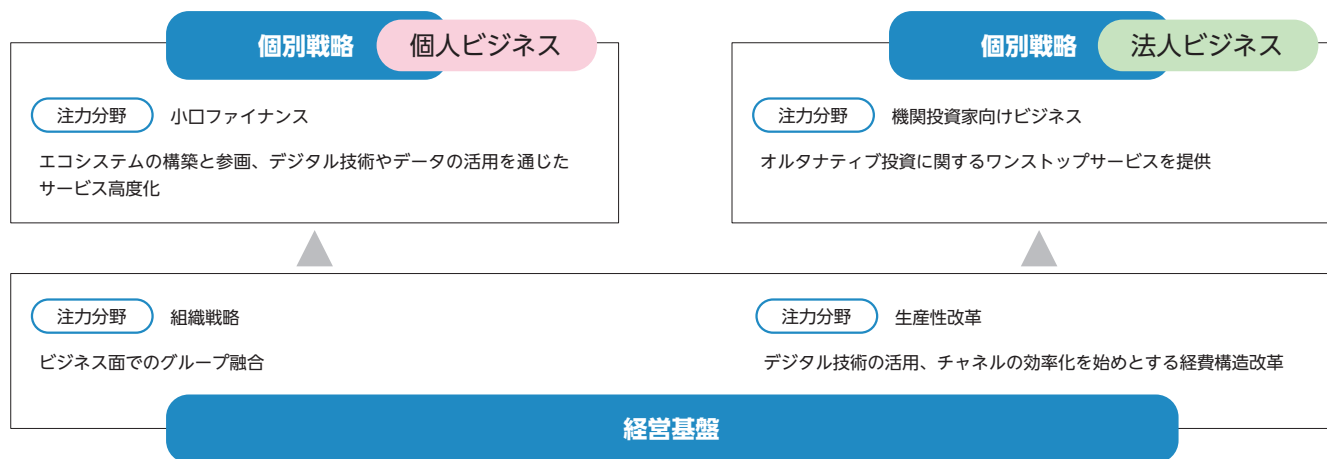 個別戦略 個人ビジネス
注力分野 小口ファイナンス
エコシステムの構築と参画、デジタル技術やデータの活用を通じた
サービス高度化
個別戦略 法人ビジネス
注力分野 機関投資家向けビジネス
オルタナティブ投資に関するワンストップサービスを提供
注力分野 組織戦略
ビジネス面でのグループ融合
注力分野 生産性改革
デジタル技術の活用、チャネルの効率化を始めとする経費構造改革
経営基盤